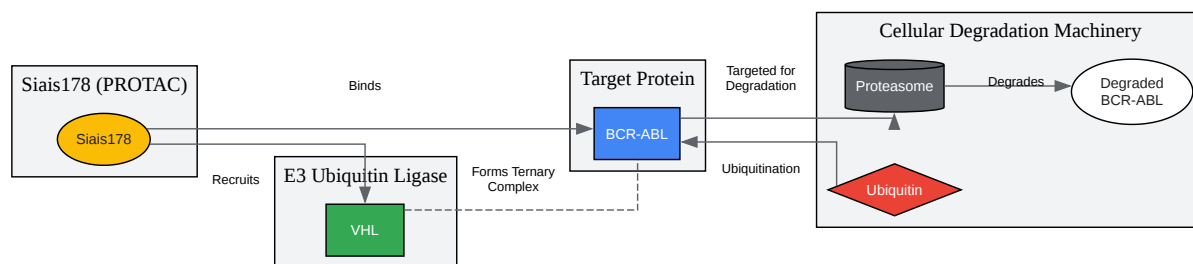 Siais178 (PROTAC)
Siais178
Binds
Recruits
E3 Ubiquitin Ligase
VHL
Forms Ternary
Complex
Target Protein
BCR-ABL
Targeted for
Degradation
Ubiquitination
Cellular Degradation Machinery
Proteasome
Degrades
Degraded
BCR-ABL
Ubiquitin